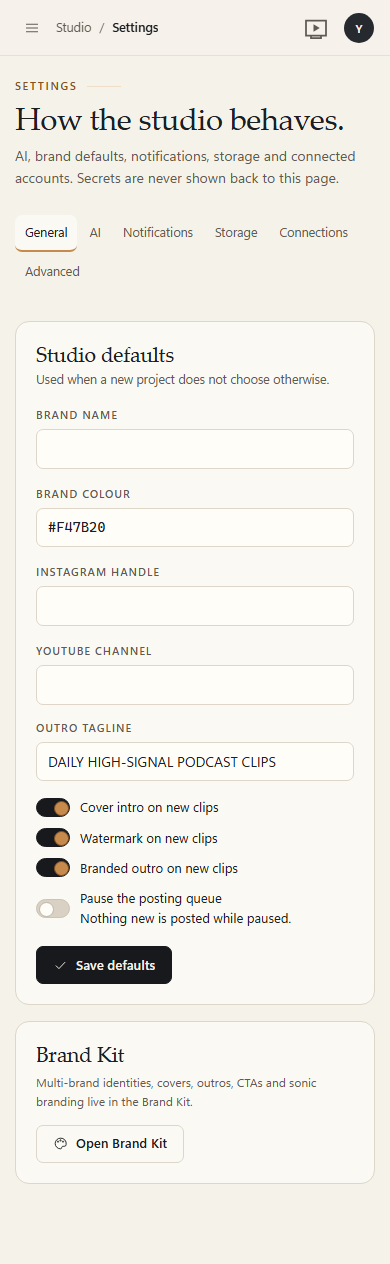 Studio / Settings
Y
SETTINGS
How the studio behaves.
AI, brand defaults, notifications, storage and connected
accounts. Secrets are never shown back to this page.
General AI Notifications Storage Connections
Advanced
Studio defaults
Used when a new project does not choose otherwise.
BRAND NAME
BRAND COLOUR
#F47B20
INSTAGRAM HANDLE
YOUTUBE CHANNEL
OUTRO TAGLINE
DAILY HIGH-SIGNAL PODCAST CLIPS
Cover intro on new clips
Watermark on new clips
Branded outro on new clips
Pause the posting queue
Nothing new is posted while paused.
Save defaults
Brand Kit
Multi-brand identities, covers, outros, CTAs and sonic
branding live in the Brand Kit.
Open Brand Kit